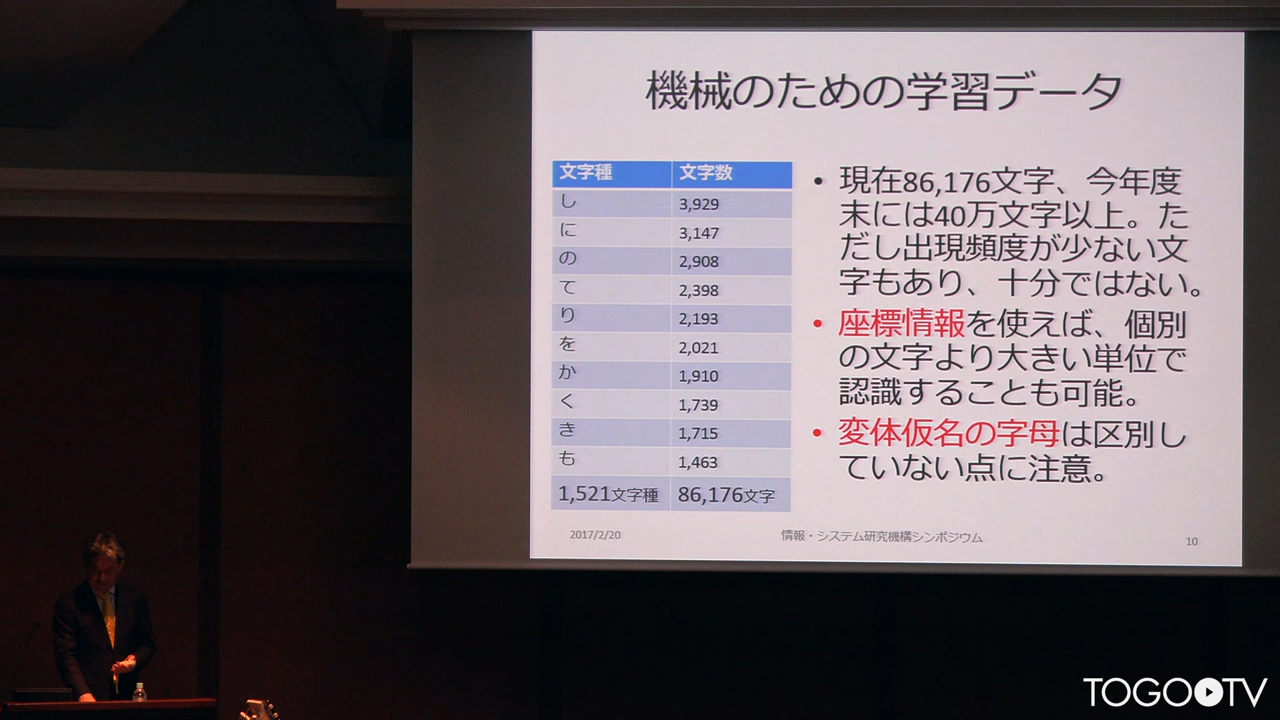 機械のための学習データ
文字種 文字数
し 3,929
に 3,147
の 2,908
て 2,398
り 2,193
を 2,021
か 1,910
く 1,739
き 1,715
も 1,463
1,521文字種 86,176文字
• 現在86,176文字、今年度
末には40万文字以上。た
だし出現頻度が少ない文
字もあり、十分ではない。
• 座標情報を使えば、個別
の文字より大きい単位で
認識することも可能。
• 変体仮名の字母は区別し
ていない点に注意。
2017/2/20 情報・システム研究機構シンポジウム 10
TOGO TV